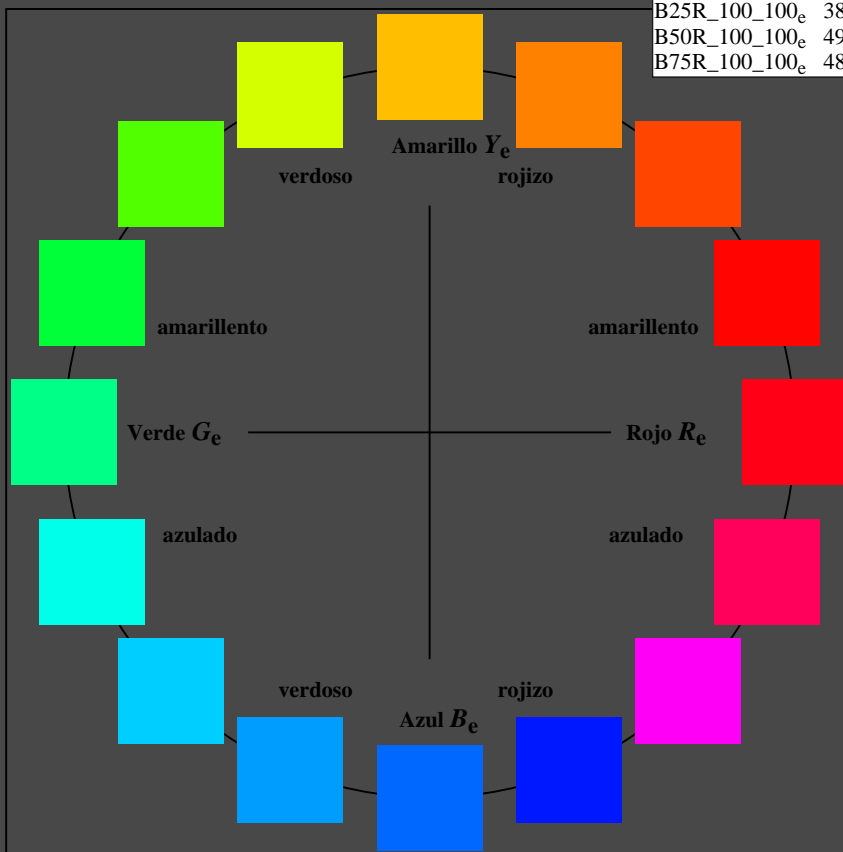 B25R_100_100e 38
B50R_100_100e 49
B75R_100_100e 48
Amarillo Ye
verdoso rojizo
amarillento amarillento
Verde Ge Rojo Re
azulado azulado
verdoso rojizo
Azul Be